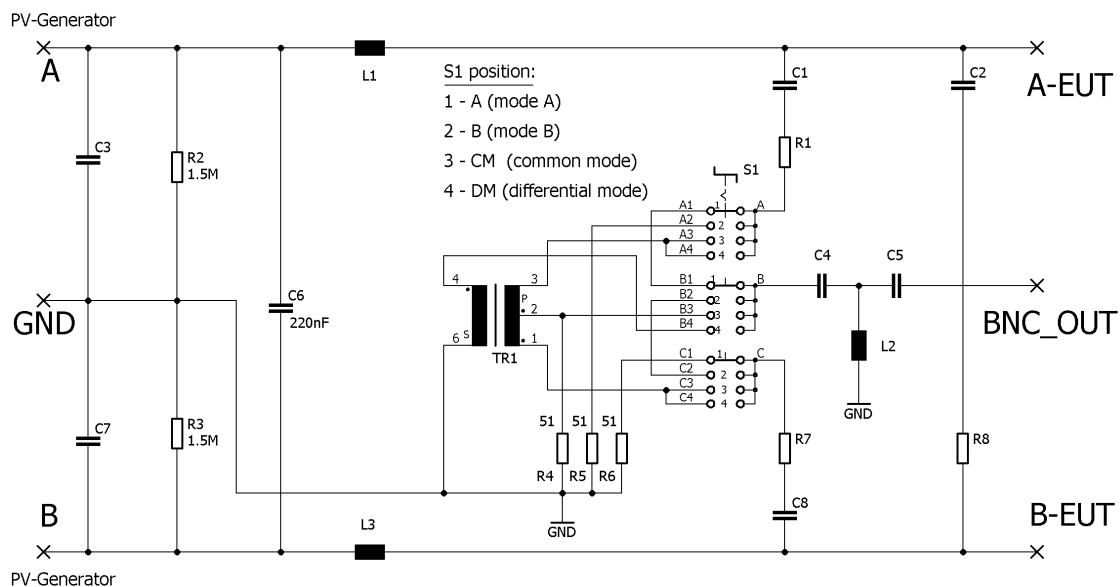 PV-Generator
A
L1
S1 position:
1 - A (mode A)
2 - B (mode B)
3 - CM (common mode)
4 - DM (differential mode)
C1
C2
A-EUT
C3
R2
1.5M
R1
S1
A1 1 A
A2 2
A3 3
A4 4
4 3
P
2
S
6 1
TR1
B1 1 B
B2 2
B3 3
B4 4
C4
C5
GND
C6
220nF
BNC_OUT
L2
GND
C1 1 C
C2 2
C3 3
C4 4
C7
R3
1.5M
51 51 51
R4 R5 R6
R7
R8
GND
C8
B
L3
B-EUT
PV-Generator